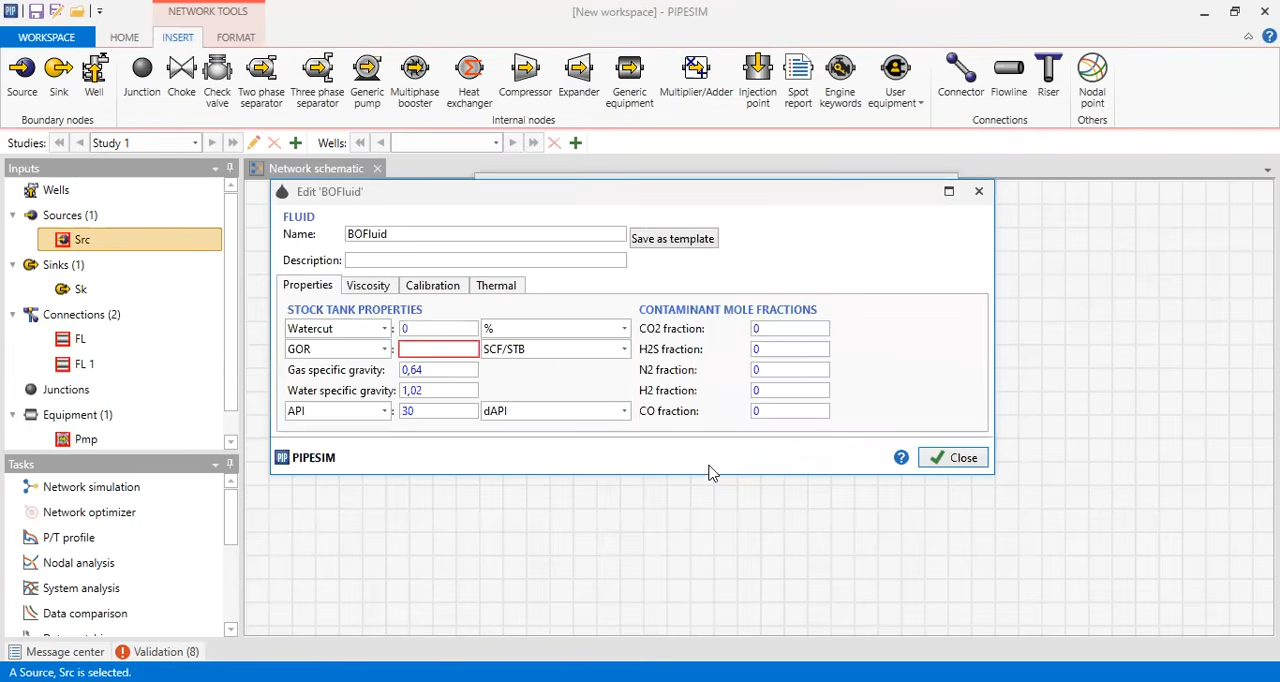 PIP
NETWORK TOOLS
[New workspace] - PIPESIM
WORKSPACE HOME INSERT FORMAT
Source Sink Well Junction Choke Check valve Two phase separator Three phase separator Generic pump Multiphase booster Heat exchanger Compressor Expander Generic equipment Multiplier/Adder Injection point Spot report Engine keywords User equipment Connector Flowline Riser Nodal point
Boundary nodes Internal nodes Connections Others
Studies: Study 1 Wells:
Inputs
Network schematic
Wells
Sources (1)
Src
Sinks (1)
Sk
Connections (2)
FL
FL 1
Junctions
Equipment (1)
Pmp
Tasks
Network simulation
Network optimizer
P/T profile
Nodal analysis
System analysis
Data comparison
Edit 'BOFluid'
FLUID
Name: BOFluid Save as template
Description:
Properties Viscosity Calibration Thermal
STOCK TANK PROPERTIES CONTAMINANT MOLE FRACTIONS
Watercut : 0 % CO2 fraction: 0
GOR : SCF/STB H2S fraction: 0
Gas specific gravity: 0,64 N2 fraction: 0
Water specific gravity: 1,02 H2 fraction: 0
API : 30 dAPI CO fraction: 0
PIP PIPESIM Close
Message center Validation (8)
A Source, Src is selected.